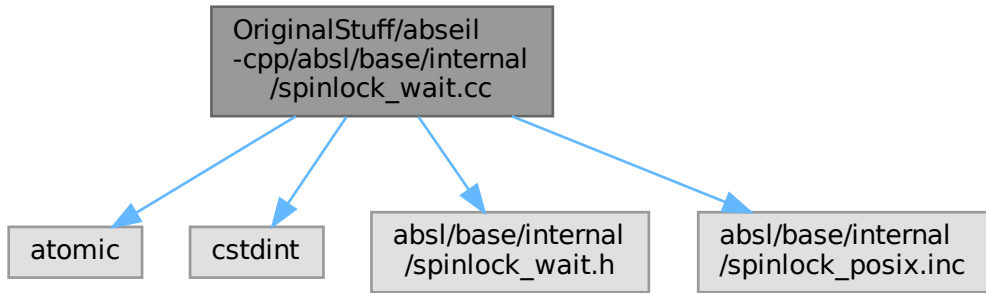 OriginalStuff/abseil
-cpp/absl/base/internal
/spinlock_wait.cc
atomic
cstdint
absl/base/internal
/spinlock_wait.h
absl/base/internal
/spinlock_posix.inc